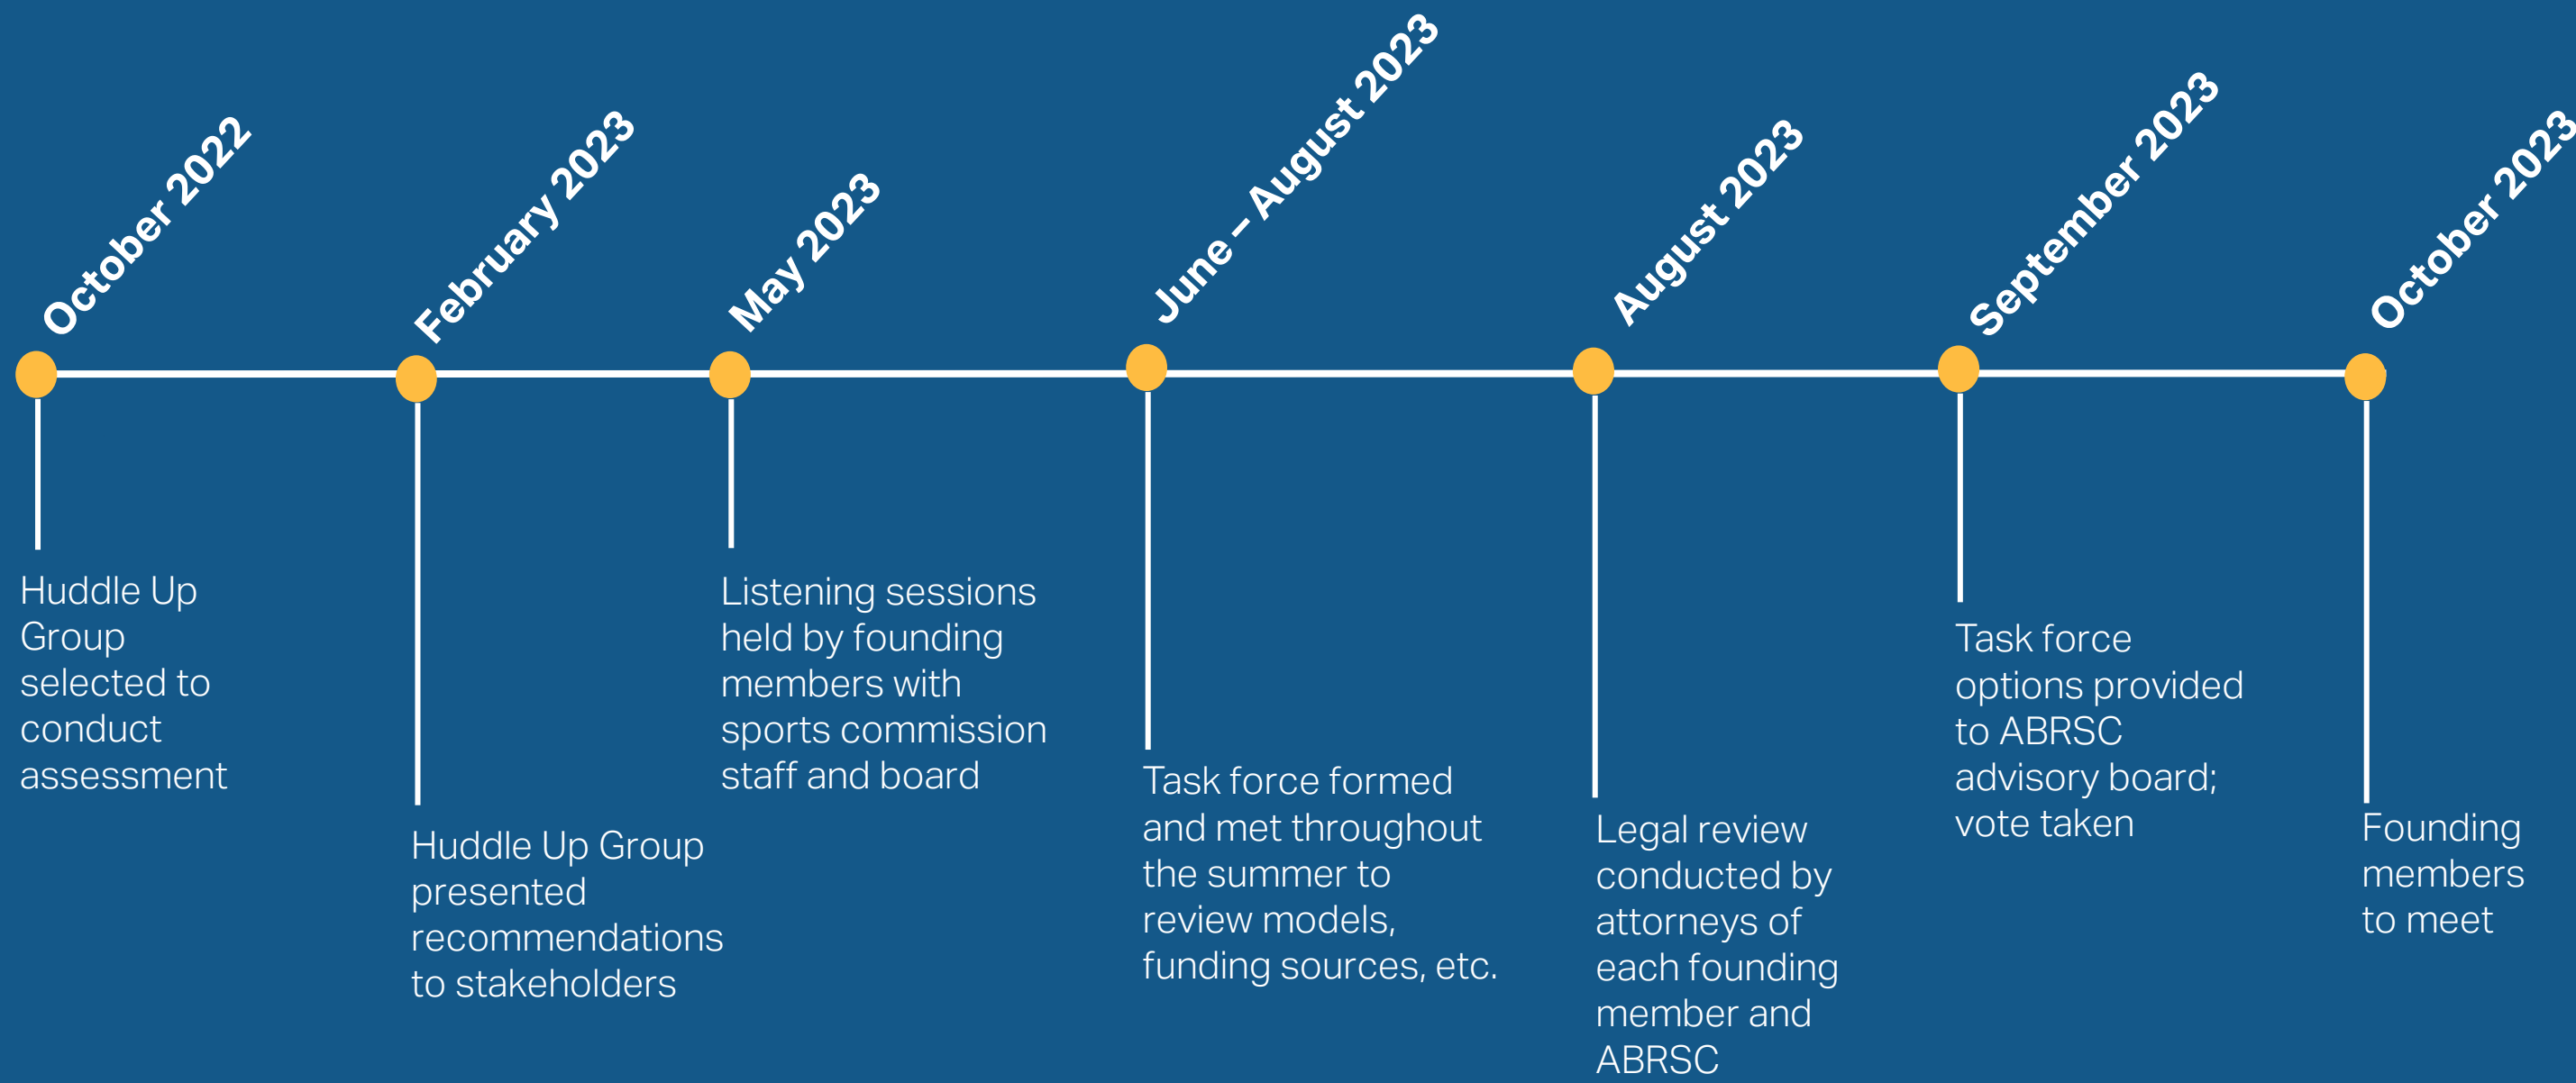 October 2022
February 2023
May 2023
June – August 2023
August 2023
September 2023
October 2023
Huddle Up
Group
selected to
conduct
assessment
Huddle Up Group
presented
recommendations
to stakeholders
Listening sessions
held by founding
members with
sports commission
staff and board
Task force formed
and met throughout
the summer to
review models,
funding sources, etc.
Legal review
conducted by
attorneys of
each founding
member and
ABRSC
Task force
options provided
to ABRSC
advisory board;
vote taken
Founding
members
to meet